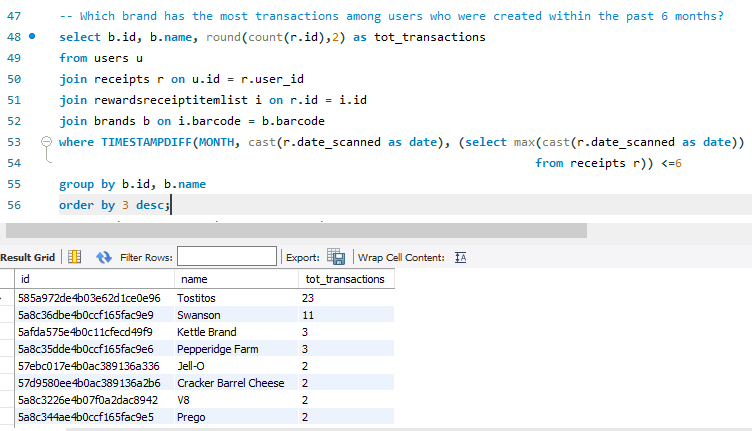 47 -- Which brand has the most transactions among users who were created within the past 6 months?
48 select b.id, b.name, round(count(r.id),2) as tot_transactions
49 from users u
50 join receipts r on u.id = r.user_id
51 join rewardsreceiptitemlist i on r.id = i.id
52 join brands b on i.barcode = b.barcode
53 where TIMESTAMPDIFF(MONTH, cast(r.date_scanned as date), (select max(cast(r.date_scanned as date))
54 from receipts r)) <=6
55 group by b.id, b.name
56 order by 3 desc;
Result Grid Filter Rows: Export: Wrap Cell Content: IA
id name tot_transactions
585a972de4b03e62d1ce0e96 Tostitos 23
5a8c36dbe4b0ccf165fac9e9 Swanson 11
5afda575e4b0c11cfecd49f9 Kettle Brand 3
5a8c35dde4b0ccf165fac9e6 Pepperidge Farm 3
57ebc017e4b0ac389136a336 Jell-O 2
57d9580ee4b0ac389136a2b6 Cracker Barrel Cheese 2
5a8c3226e4b07f0a2dac8942 V8 2
5a8c344ae4b0ccf165fac9e5 Prego 2